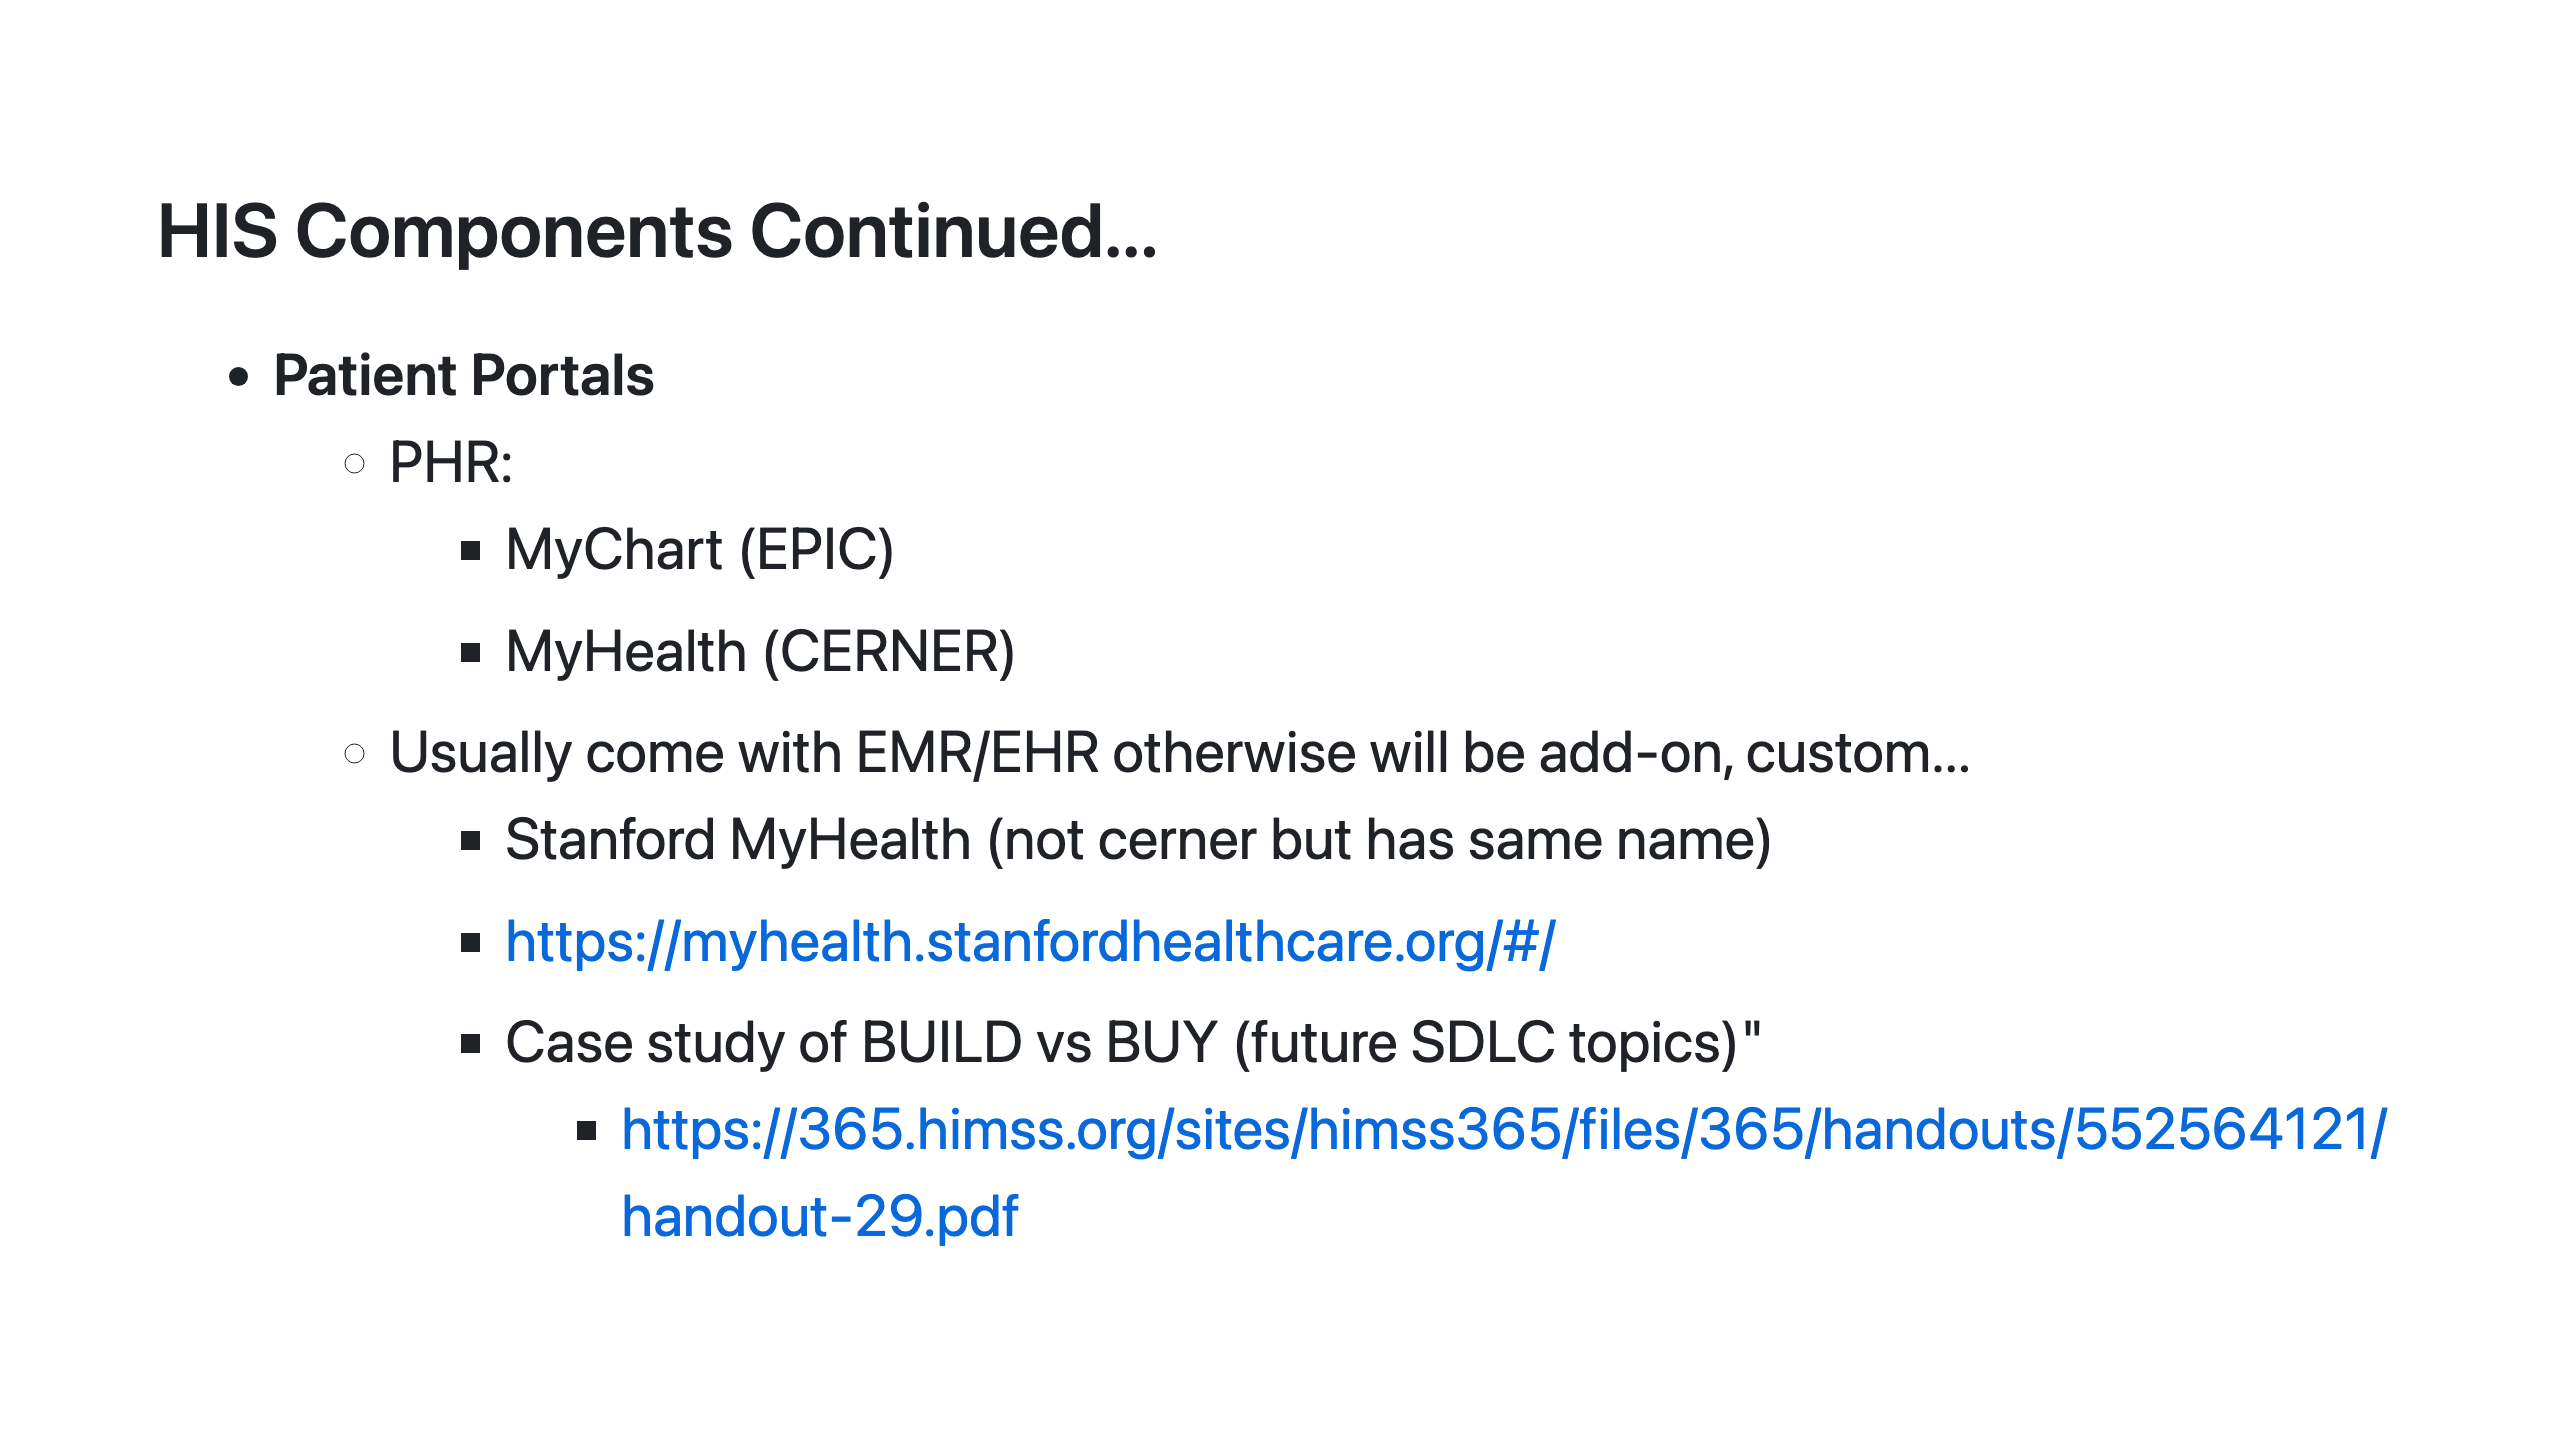 HIS Components Continued...
Patient Portals
PHR:
MyChart (EPIC)
MyHealth (CERNER)
Usually come with EMR/EHR otherwise will be add-on, custom...
Stanford MyHealth (not cerner but has same name)
https://myhealth.stanfordhealthcare.org/#/
Case study of BUILD vs BUY (future SDLC topics)"
https://365.himss.org/sites/himss365/files/365/handouts/552564121/
handout-29.pdf